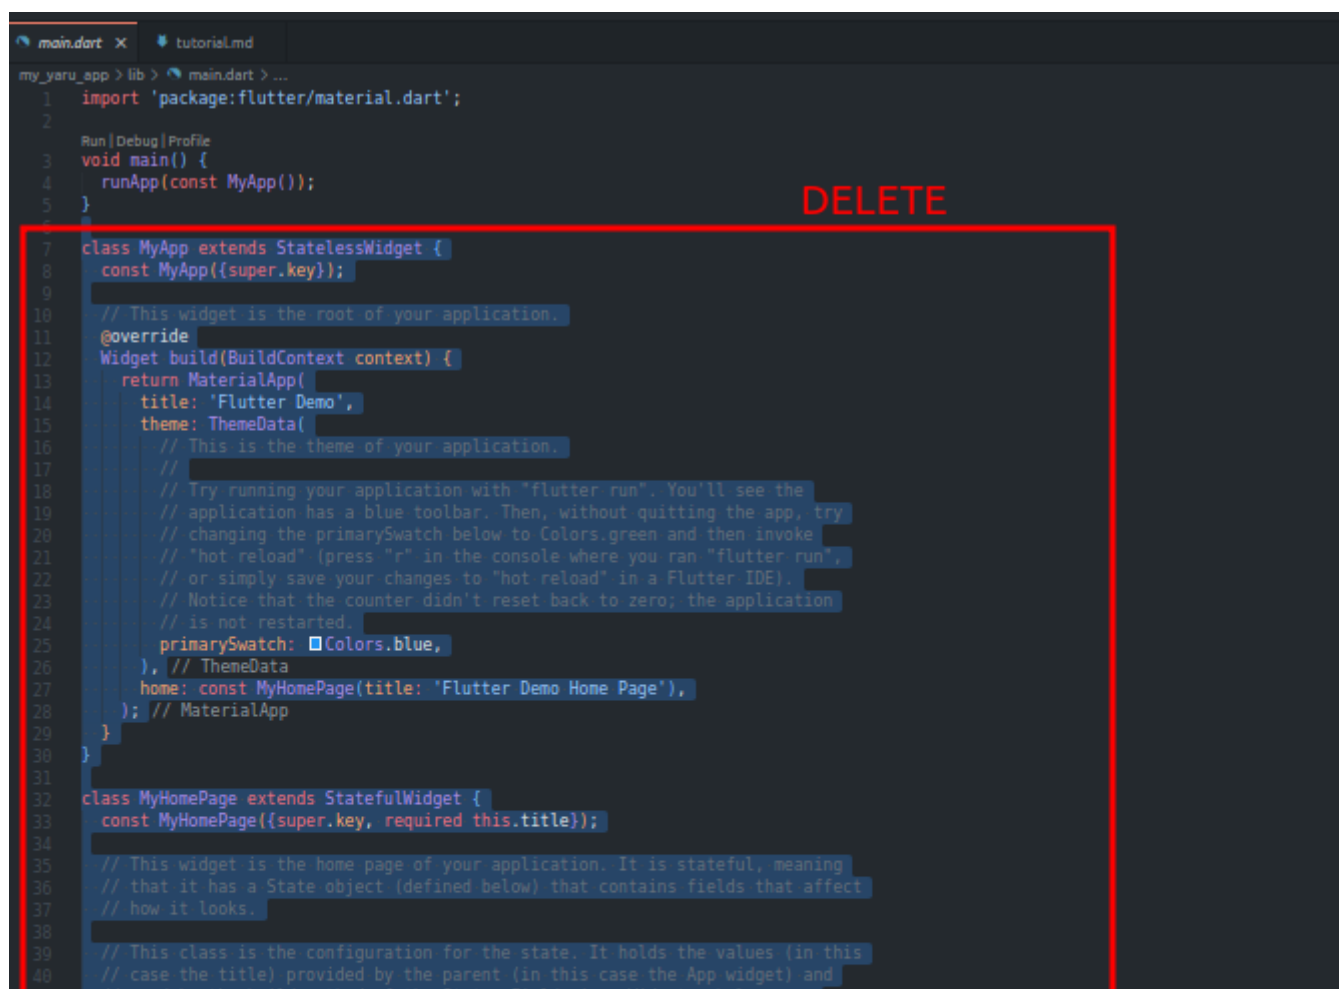 main.dart × tutorial.md
my_yaru_app > lib > main.dart > ...
1 import 'package:flutter/material.dart';
2
Run | Debug | Profile
3 void main() {
4 runApp(const MyApp());
5 }
DELETE
6
7 class MyApp extends StatelessWidget {
8 const MyApp({super.key});
9
10 // This widget is the root of your application.
11 @override
12 Widget build(BuildContext context) {
13 return MaterialApp(
14 title: 'Flutter Demo',
15 theme: ThemeData(
16 // This is the theme of your application.
17 //
18 // Try running your application with "flutter run". You'll see the
19 // application has a blue toolbar. Then, without quitting the app, try
20 // changing the primarySwatch below to Colors.green and then invoke
21 // "hot reload" (press "r" in the console where you ran "flutter run",
22 // or simply save your changes to "hot reload" in a Flutter IDE).
23 // Notice that the counter didn't reset back to zero; the application
24 // is not restarted.
25 primarySwatch: Colors.blue,
26 ), // ThemeData
27 home: const MyHomePage(title: 'Flutter Demo Home Page'),
28 ); // MaterialApp
29 }
30 }
31
32 class MyHomePage extends StatefulWidget {
33 const MyHomePage({super.key, required this.title});
34
35 // This widget is the home page of your application. It is stateful, meaning
36 // that it has a State object (defined below) that contains fields that affect
37 // how it looks.
38
39 // This class is the configuration for the state. It holds the values (in this
40 // case the title) provided by the parent (in this case the App widget) and